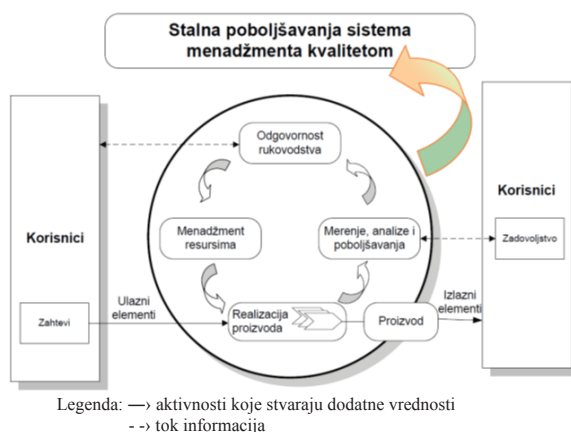 Stalna poboljšavanja sistema
menadžmenta kvalitetom
Korisnici
Zahtevi
Ulazni
elementi
Odgovornost
rukovodstva
Menadžment
resursima
Merenje, analize i
poboljšavanja
Realizacija
proizvoda
Proizvod
Izlazni
elementi
Korisnici
Zadovoljstvo
Legenda: —› aktivnosti koje stvaraju dodatne vrednosti
- -› tok informacija